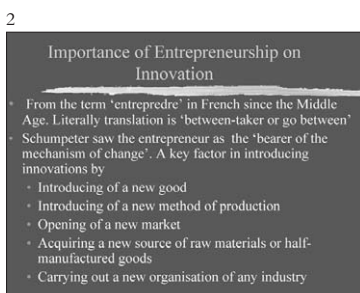 2
Importance of Entrepreneurship on
Innovation
• From the term ‘entrepredre’ in French since the Middle
Age. Literally translation is ‘between-taker or go between’
• Schumpeter saw the entrepreneur as the ‘bearer of the
mechanism of change’. A key factor in introducing
innovations by
• Introducing of a new good
• Introducing of a new method of production
• Opening of a new market
• Acquiring a new source of raw materials or half-
manufactured goods
• Carrying out a new organisation of any industry